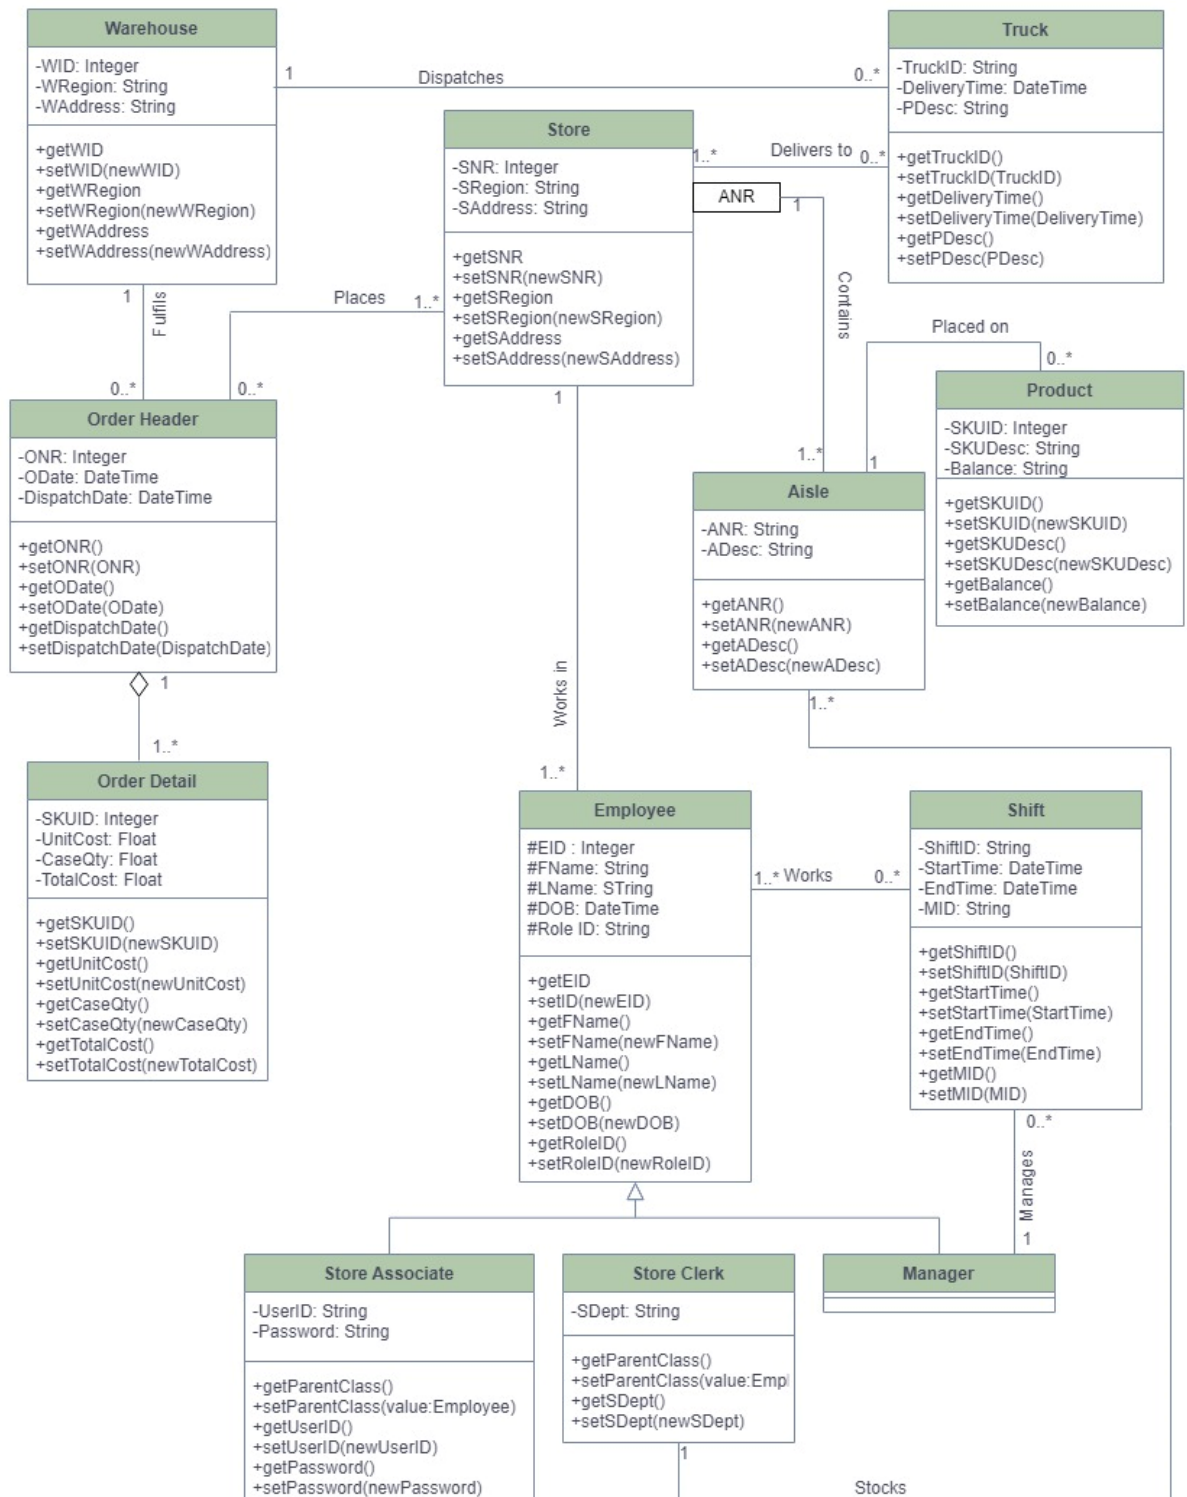 Warehouse
-WID: Integer
-WRegion: String
-WAddress: String
+getWID
+setWID(newWID)
+getWRegion
+setWRegion(newWRegion)
+getWAddress
+setWAddress(newWAddress)
1
Dispatches
0..*
Truck
-TruckID: String
-DeliveryTime: DateTime
-PDesc: String
+getTruckID()
+setTruckID(TruckID)
+getDeliveryTime()
+setDeliveryTime(DeliveryTime)
+getPDesc()
+setPDesc(PDesc)
Store
-SNR: Integer
-SRegion: String
-SAddress: String
+getSNR
+setSNR(newSNR)
+getSRegion
+setSRegion(newSRegion)
+getSAddress
+setSAddress(newSAddress)
1..*
Delivers to
0..*
ANR
1
Contains
1..*
1
Fulfils
0..*
Places
1..*
0..*
Placed on
0..*
1
Product
-SKUID: Integer
-SKUDesc: String
-Balance: String
+getSKUID()
+setSKUID(newSKUID)
+getSKUDesc()
+setSKUDesc(newSKUDesc)
+getBalance()
+setBalance(newBalance)
Order Header
-ONR: Integer
-ODate: DateTime
-DispatchDate: DateTime
+getONR()
+setONR(ONR)
+getODate()
+setODate(ODate)
+getDispatchDate()
+setDispatchDate(DispatchDate)
1
1..*
Aisle
-ANR: String
-ADesc: String
+getANR()
+setANR(newANR)
+getADesc()
+setADesc(newADesc)
1..*
1
Works in
1..*
Order Detail
-SKUID: Integer
-UnitCost: Float
-CaseQty: Float
-TotalCost: Float
+getSKUID()
+setSKUID(newSKUID)
+getUnitCost()
+setUnitCost(newUnitCost)
+getCaseQty()
+setCaseQty(newCaseQty)
+getTotalCost()
+setTotalCost(newTotalCost)
Employee
#EID : Integer
#FName: String
#LName: STring
#DOB: DateTime
#Role ID: String
+getEID
+setID(newEID)
+getFName()
+setFName(newFName)
+getLName()
+setLName(newLName)
+getDOB()
+setDOB(newDOB)
+getRoleID()
+setRoleID(newRoleID)
1..*
Works
0..*
Shift
-ShiftID: String
-StartTime: DateTime
-EndTime: DateTime
-MID: String
+getShiftID()
+setShiftID(ShiftID)
+getStartTime()
+setStartTime(StartTime)
+getEndTime()
+setEndTime(EndTime)
+getMID()
+setMID(MID)
0..*
Manages
1
Store Associate
-UserID: String
-Password: String
+getParentClass()
+setParentClass(value:Employee)
+getUserID()
+setUserID(newUserID)
+getPassword()
+setPassword(newPassword)
Store Clerk
-SDept: String
+getParentClass()
+setParentClass(value:Empl
+getSDept()
+setSDept(newSDept)
1
Manager
Stocks